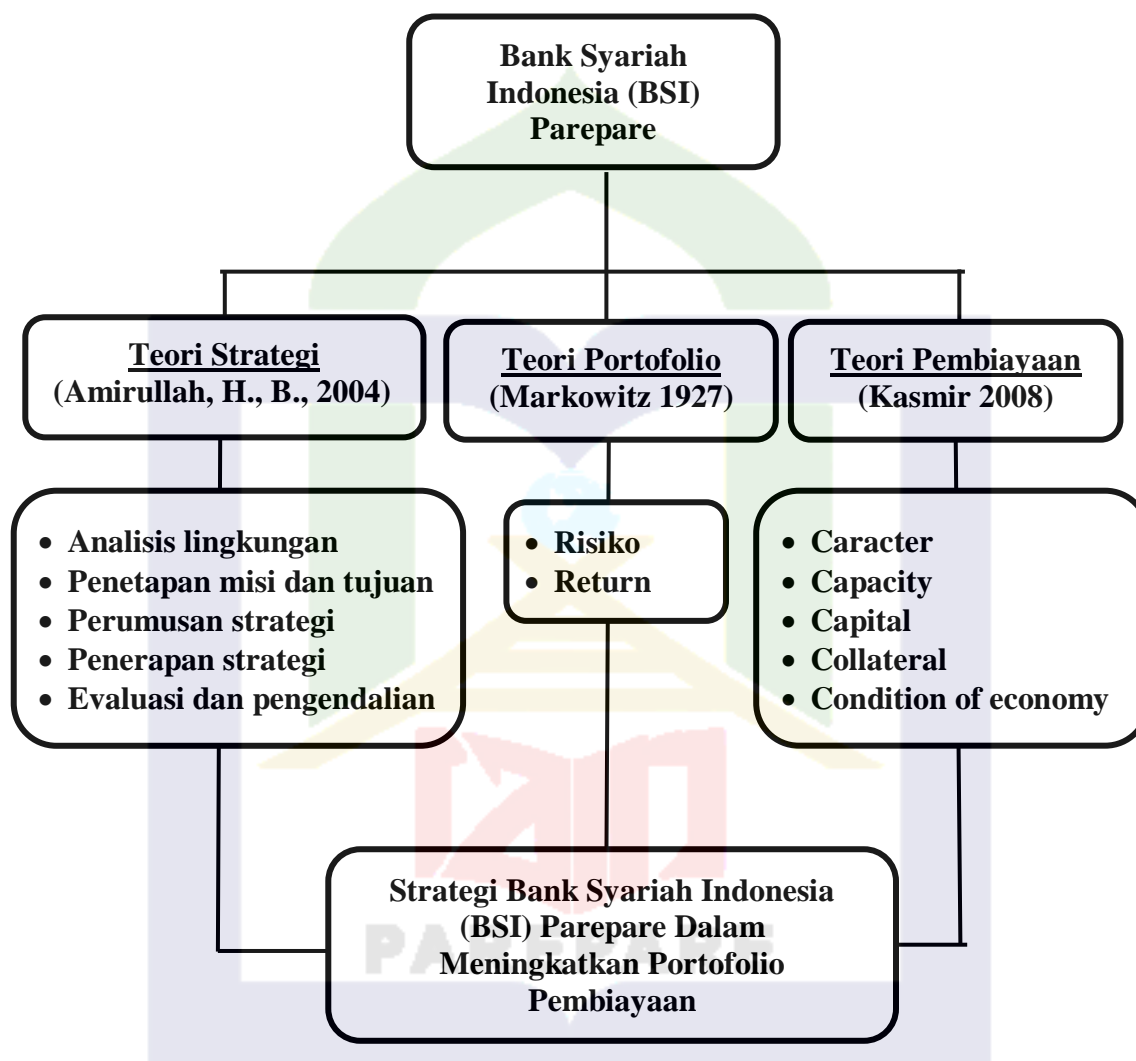 Bank Syariah
Indonesia (BSI)
Parepare
Teori Strategi
(Amirullah, H., B., 2004)
Teori Portofolio
(Markowitz 1927)
Teori Pembiayaan
(Kasmir 2008)
• Analisis lingkungan
• Penetapan misi dan tujuan
• Perumusan strategi
• Penerapan strategi
• Evaluasi dan pengendalian
• Risiko
• Return
• Caracter
• Capacity
• Capital
• Collateral
• Condition of economy
Strategi Bank Syariah Indonesia
(BSI) Parepare Dalam
Meningkatkan Portofolio
Pembiayaan
PAREPARE